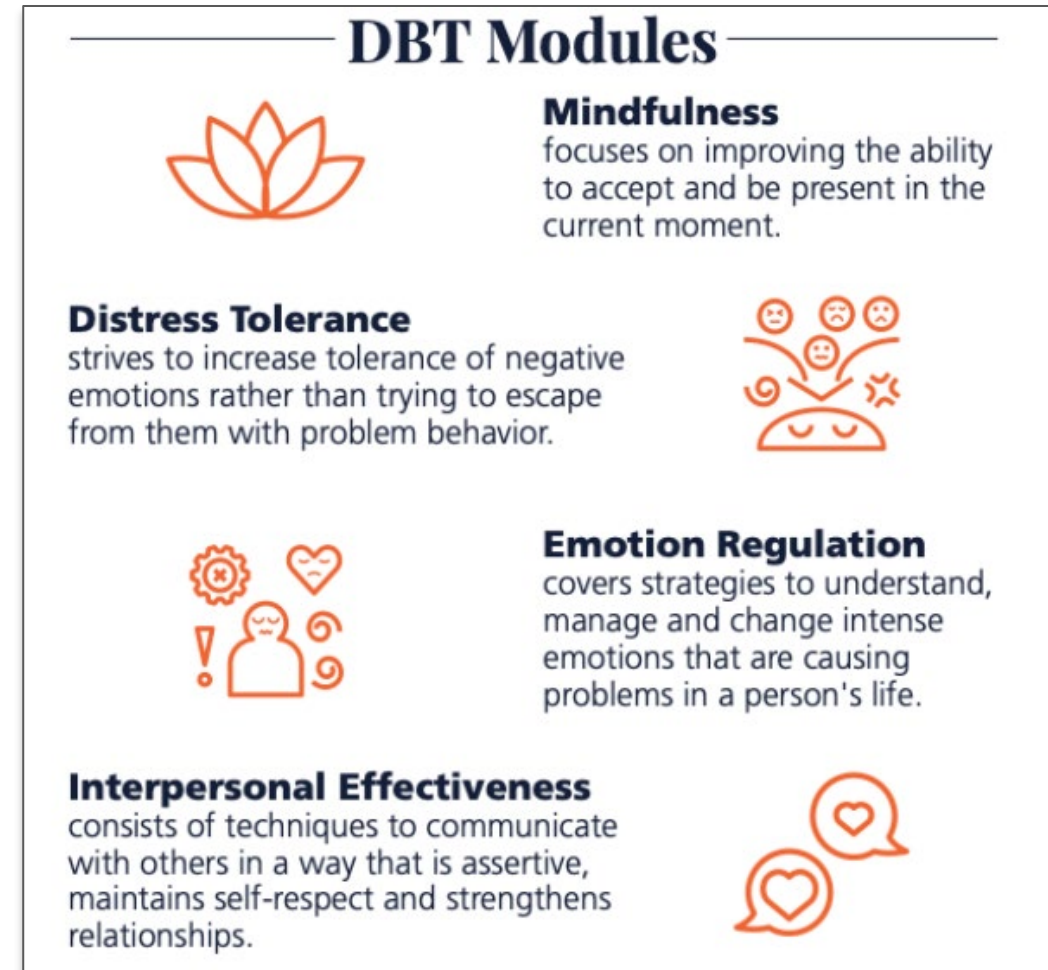 DBT Modules
Mindfulness
focuses on improving the ability
to accept and be present in the
current moment.
Distress Tolerance
strives to increase tolerance of negative
emotions rather than trying to escape
from them with problem behavior.
Emotion Regulation
covers strategies to understand,
manage and change intense
emotions that are causing
problems in a person's life.
Interpersonal Effectiveness
consists of techniques to communicate
with others in a way that is assertive,
maintains self-respect and strengthens
relationships.